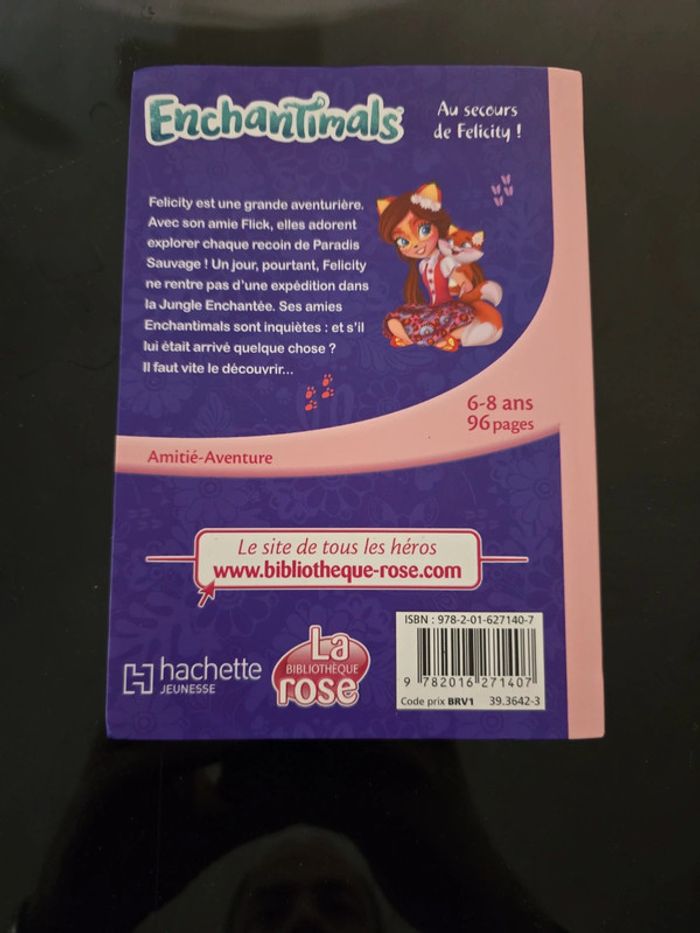 EnchanTimals
Au secours
de Felicity !
Felicity est une grande aventurière.
Avec son amie Flick, elles adorent
explorer chaque recoin de Paradis
Sauvage ! Un jour, pourtant, Felicity
ne rentre pas d'une expédition dans
la Jungle Enchantée. Ses amies
Enchantimals sont inquiètes : et s'il
lui était arrivé quelque chose ?
Il faut vite le découvrir...
6-8 ans
96 pages
Amitié-Aventure
Le site de tous les héros
www.bibliotheque-rose.com
hachette
JEUNESSE
La
BIBLIOTHÈQUE
rose
ISBN : 978-2-01-627140-7
9 782016 271407
Code prix BRV1 39.3642-3